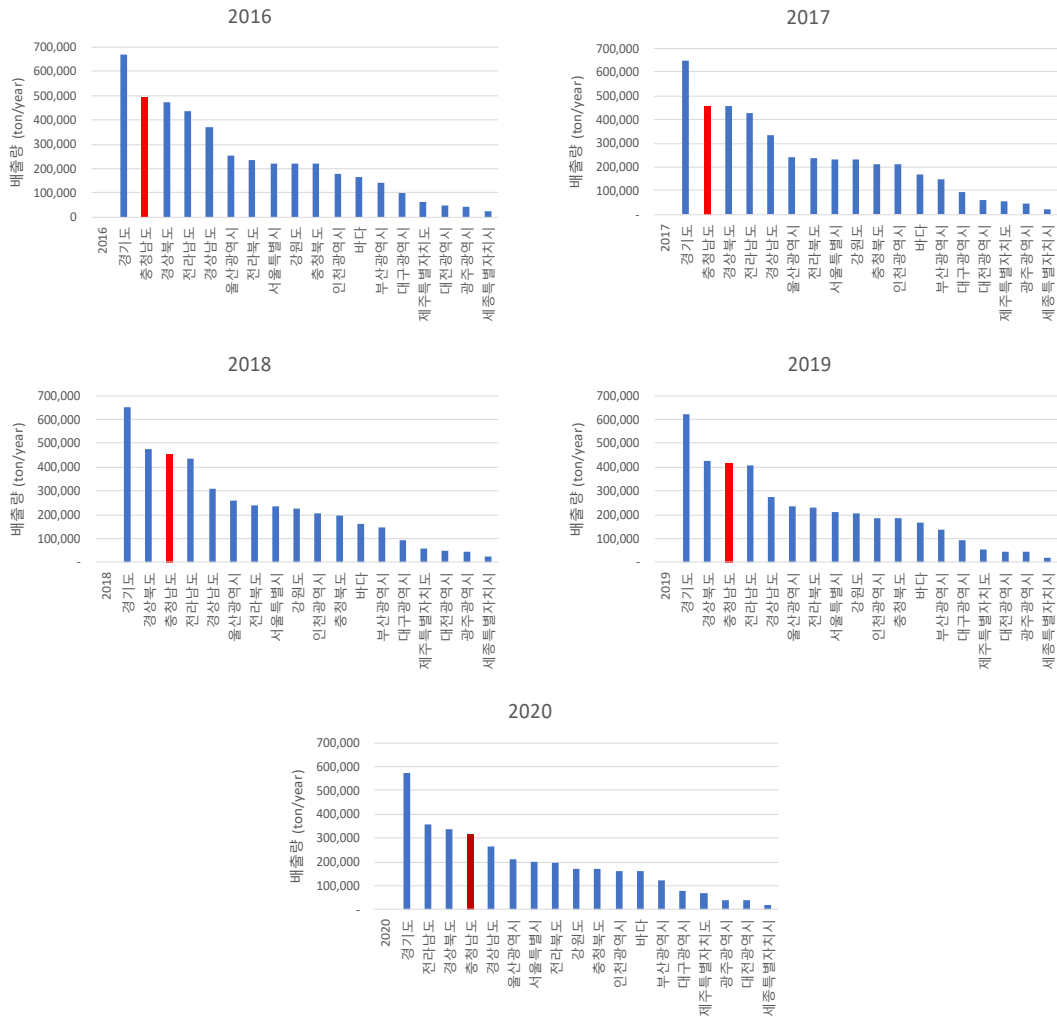 2016
700,000
600,000
500,000
400,000
300,000
200,000
100,000
0
배출량 (ton/year)
2016
경기도
충청남도
경상북도
전라남도
경상남도
울산광역시
전라북도
서울특별시
강원도
충청북도
인천광역시
바다
부산광역시
대구광역시
제주특별자치도
대전광역시
광주광역시
세종특별자치시
2017
700,000
600,000
500,000
400,000
300,000
200,000
100,000
-
배출량 (ton/year)
2017
경기도
충청남도
경상북도
전라남도
경상남도
울산광역시
전라북도
서울특별시
강원도
충청북도
인천광역시
바다
부산광역시
대구광역시
대전광역시
제주특별자치도
광주광역시
세종특별자치시
2018
700,000
600,000
500,000
400,000
300,000
200,000
100,000
-
배출량 (ton/year)
2018
경기도
경상북도
충청남도
전라남도
경상남도
울산광역시
전라북도
서울특별시
강원도
인천광역시
충청북도
바다
부산광역시
대구광역시
제주특별자치도
대전광역시
광주광역시
세종특별자치시
2019
700,000
600,000
500,000
400,000
300,000
200,000
100,000
-
배출량 (ton/year)
2019
경기도
경상북도
충청남도
전라남도
경상남도
울산광역시
전라북도
서울특별시
강원도
인천광역시
충청북도
바다
부산광역시
대구광역시
제주특별자치도
대전광역시
광주광역시
세종특별자치시
2020
700,000
600,000
500,000
400,000
300,000
200,000
100,000
-
배출량 (ton/year)
2020
경기도
전라남도
경상북도
충청남도
경상남도
울산광역시
서울특별시
전라북도
강원도
충청북도
인천광역시
바다
부산광역시
대구광역시
제주특별자치도
광주광역시
대전광역시
세종특별자치시